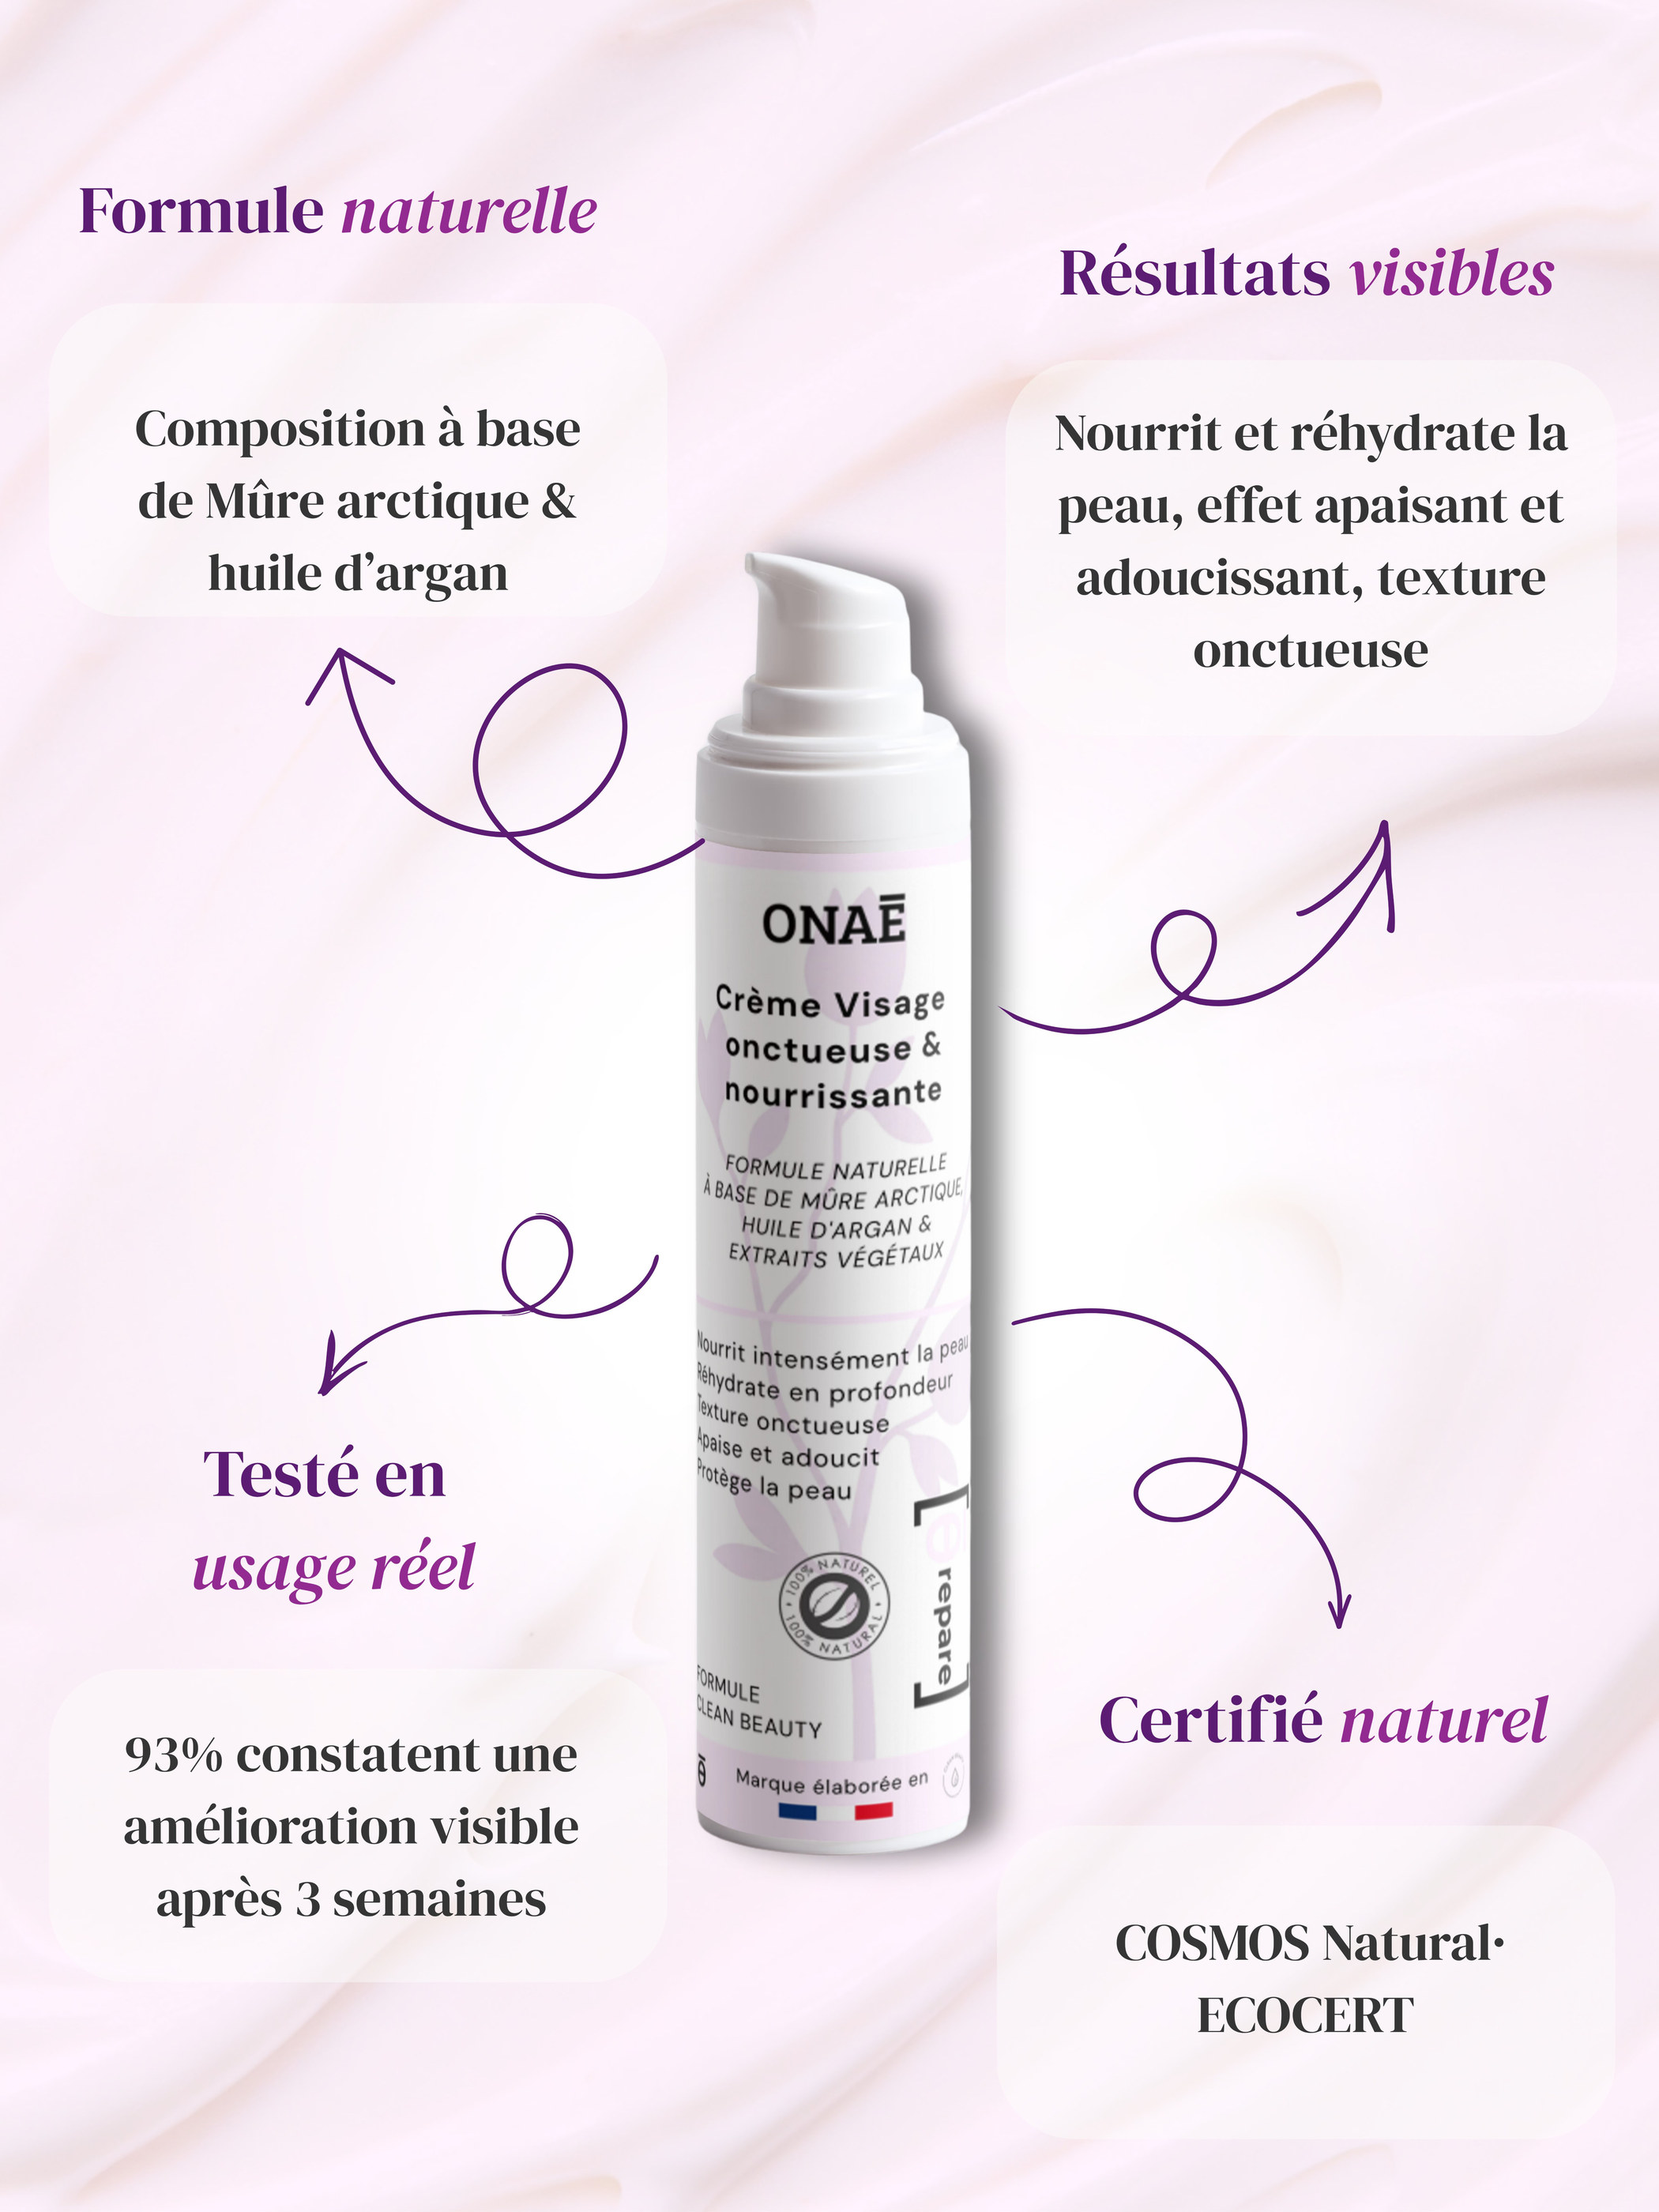 Formule naturelle
Composition à base
de Mûre arctique &
huile d’argan
Résultats visibles
Nourrit et réhydrate la
peau, effet apaisant et
adoucissant, texture
onctueuse
ONAĒ
Crème Visage
onctueuse &
nourrissante
FORMULE NATURELLE
À BASE DE MÛRE ARCTIQUE,
HUILE D'ARGAN &
EXTRAITS VÉGÉTAUX
Nourrit intensément la peau
Réhydrate en profondeur
Texture onctueuse
Apaise et adoucit
Protège la peau
100% NATUREL
100% NATURAL
[ē repare]
FORMULE
CLEAN BEAUTY
ō
Marque élaborée en
Testé en
usage réel
93% constatent une
amélioration visible
après 3 semaines
Certifié naturel
COSMOS Natural·
ECOCERT